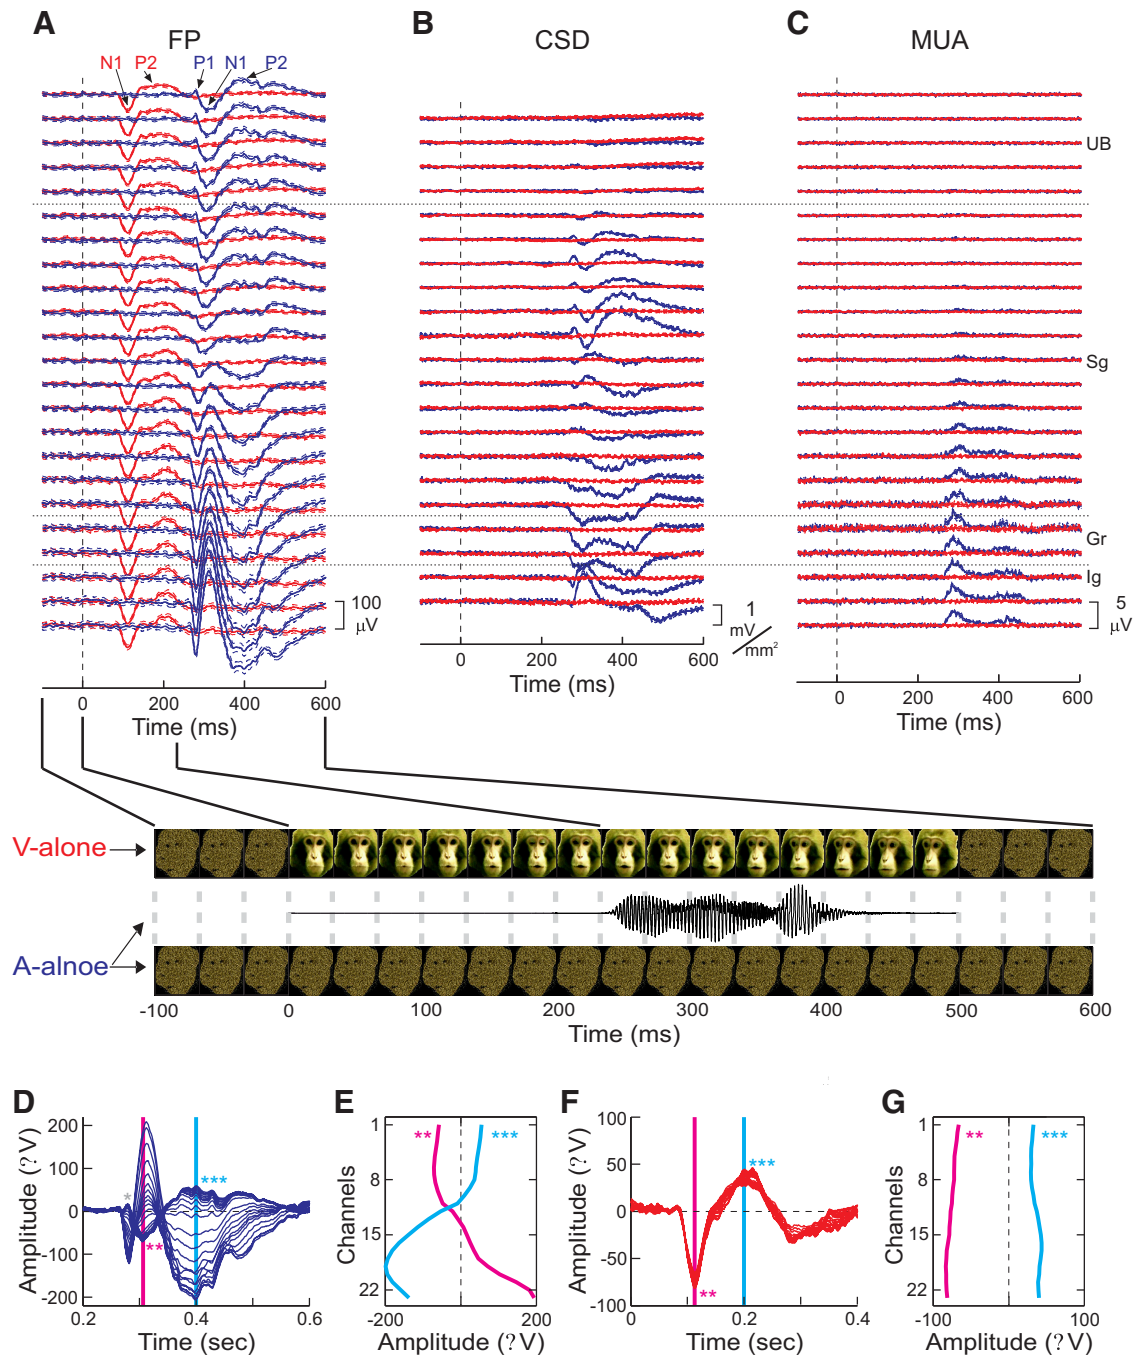 A
FP
B
CSD
C
MUA
N1 P2 P1 N1 P2
UB
Sg
Gr
Ig
100
µV
1
mV
mm²
5
µV
0 200 400 600
Time (ms)
0 200 400 600
Time (ms)
0 200 400 600
Time (ms)
V-alone
A-alnoe
-100 0 100 200 300 400 500 600
Time (ms)
D
Amplitude (?V)
200
100
0
-100
-200
*
**
***
0.2 0.4 0.6
Time (sec)
E
Channels
1
8
15
22
**
***
-200 0 200
Amplitude (?V)
F
Amplitude (?V)
100
50
0
-50
-100
**
***
0 0.2 0.4
Time (sec)
G
Channels
1
8
15
22
**
***
-100 0 100
Amplitude (?V)